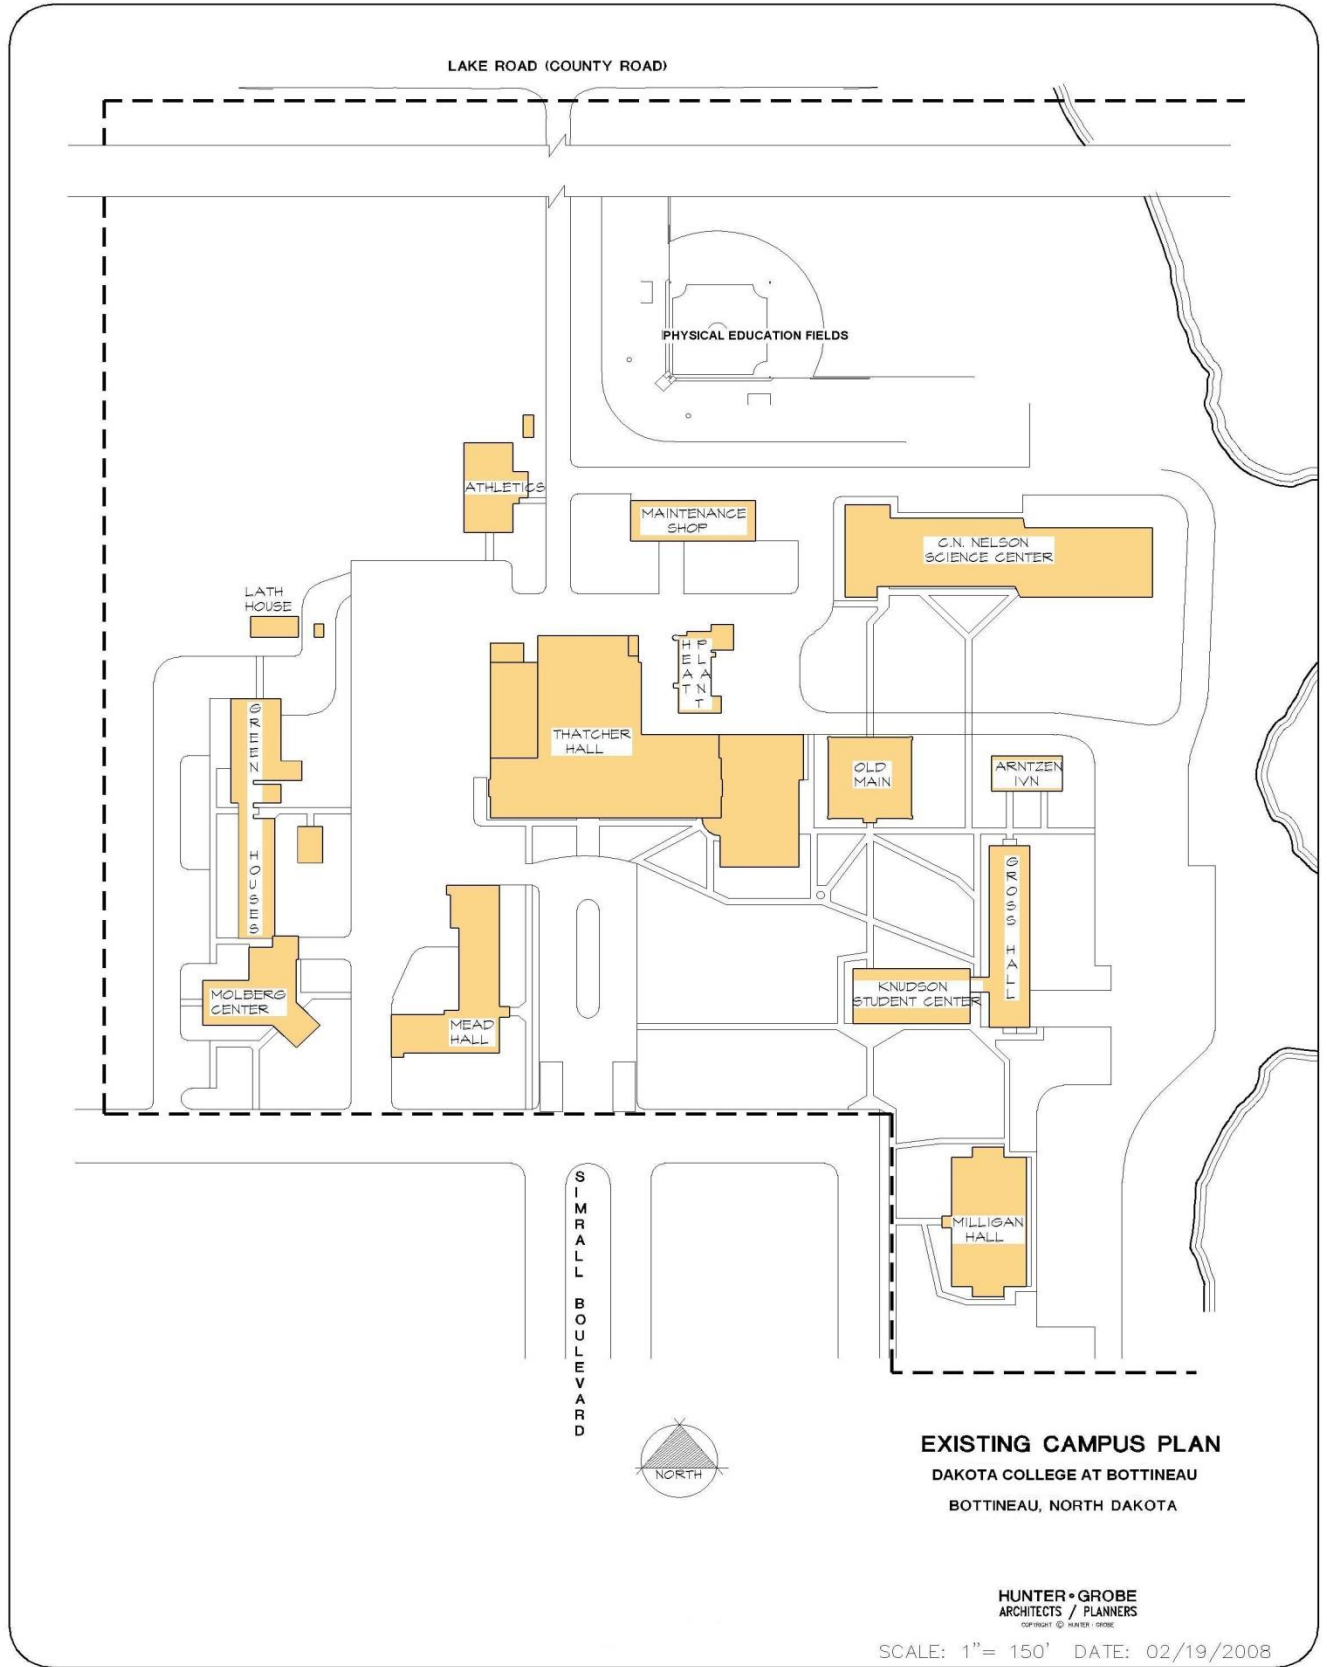 LAKE ROAD (COUNTY ROAD)
PHYSICAL EDUCATION FIELDS
ATHLETICS
MAINTENANCE
SHOP
C.N. NELSON
SCIENCE CENTER
LATH
HOUSE
HEAT
PLANT
GREEN HOUSES
THATCHER
HALL
OLD
MAIN
ARNTZEN
IVN
GROSS HALL
MOLBERG
CENTER
MEAD
HALL
KNUDSON
STUDENT CENTER
MILLIGAN
HALL
SIMRALL BOULEVARD
NORTH
EXISTING CAMPUS PLAN
DAKOTA COLLEGE AT BOTTINEAU
BOTTINEAU, NORTH DAKOTA
HUNTER • GROBE
ARCHITECTS / PLANNERS
COPYRIGHT © HUNTER - GROBE
SCALE: 1"= 150' DATE: 02/19/2008